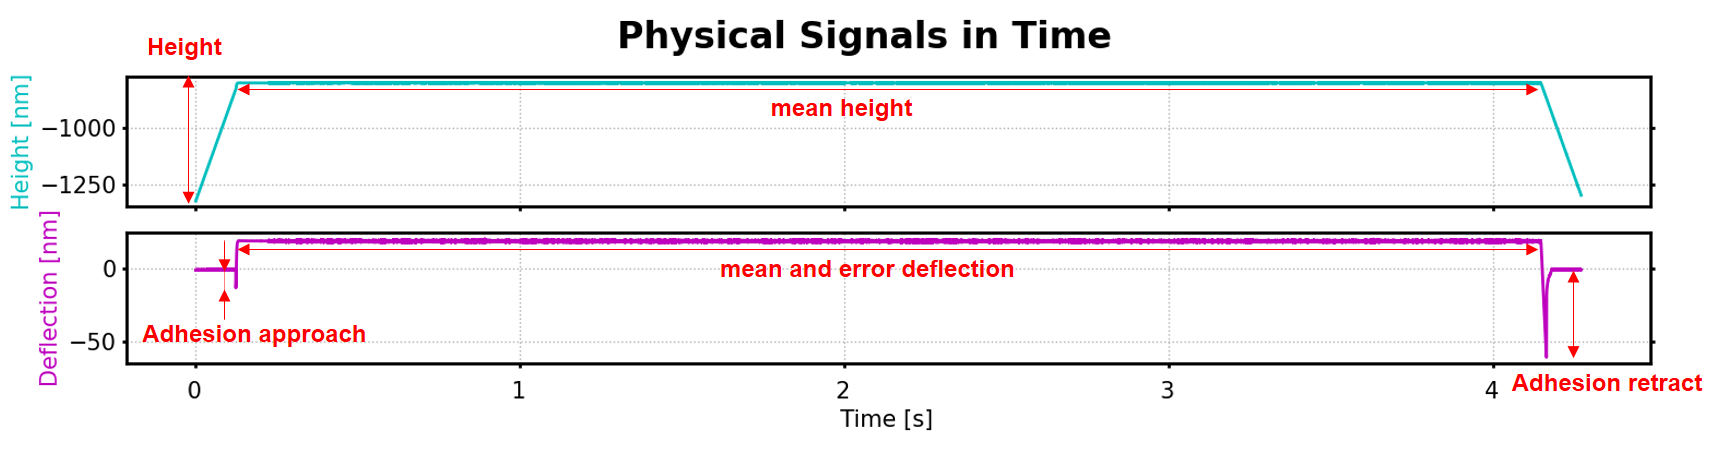 Physical Signals in Time
Height
Height [nm]
−1000
−1250
mean height
Deflection [nm]
0
−50
mean and error deflection
Adhesion approach
Adhesion retract
0 1 2 3 4
Time [s]